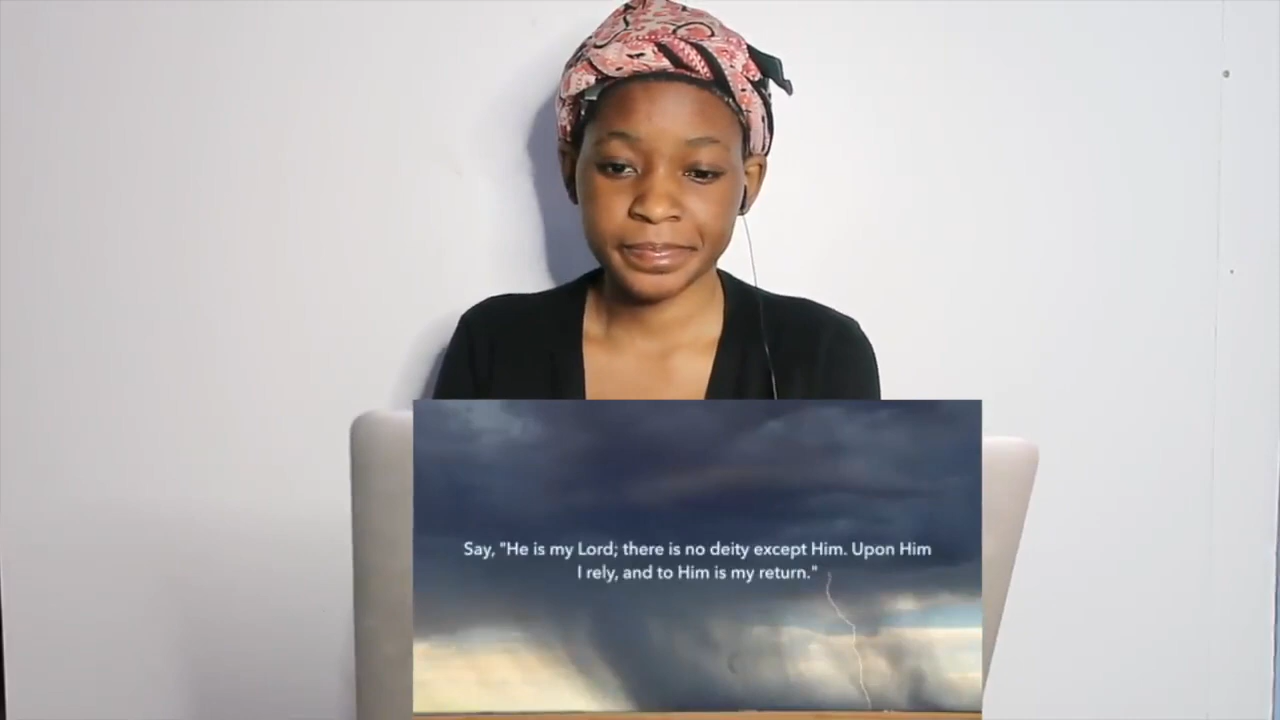 Say, "He is my Lord; there is no deity except Him. Upon Him
I rely, and to Him is my return."